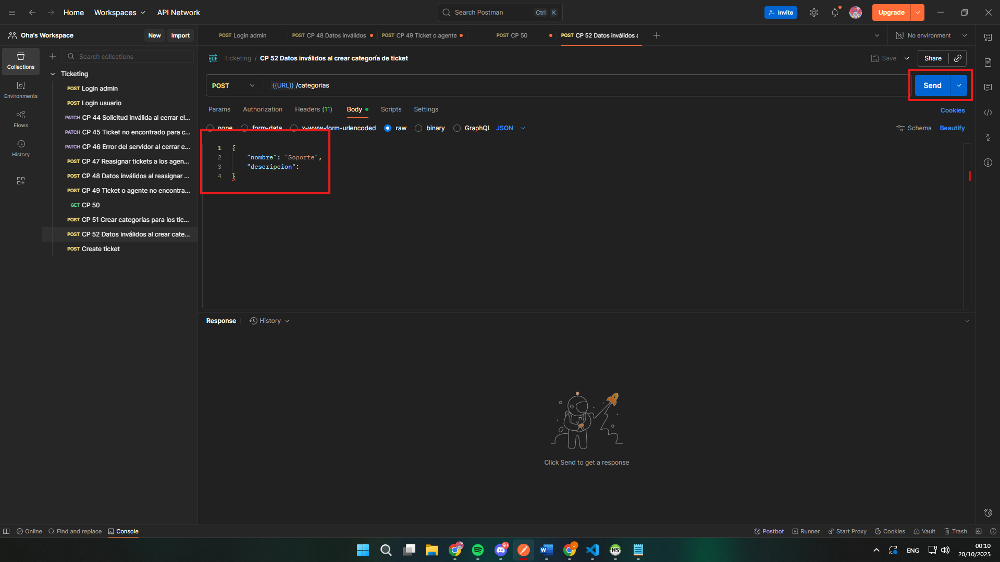 Home
Workspaces
API Network
Search Postman
Ctrl K
Invite
Upgrade
Oha's Workspace
New
Import
POST Login admin
POST CP 48 Datos inválidos
POST CP 49 Ticket o agente
POST CP 50
POST CP 52 Datos inválidos a
No environment
Collections
Environments
Flows
History
Search collections
Ticketing
POST Login admin
POST Login usuario
PATCH CP 44 Solicitud inválida al cerrar el...
PATCH CP 45 Ticket no encontrado para c...
PATCH CP 46 Error del servidor al cerrar e...
POST CP 47 Reasignar tickets a los agen...
POST CP 48 Datos inválidos al reasignar ...
POST CP 49 Ticket o agente no encontra...
GET CP 50
POST CP 51 Crear categorías para los tic...
POST CP 52 Datos inválidos al crear cate...
POST Create ticket
HTTP Ticketing / CP 52 Datos inválidos al crear categoría de ticket
Save
Share
POST
{{URL}} /categorias
Send
Params
Authorization
Headers (11)
Body
Scripts
Settings
Cookies
none
form-data
x-www-form-urlencoded
raw
binary
GraphQL
JSON
Schema
Beautify
1 {
2 "nombre": "Soporte",
3 "descripcion":
4 }
Response
History
Click Send to get a response
Online
Find and replace
Console
Postbot
Runner
Start Proxy
Cookies
Vault
Trash
9+
J
W
HS
ENG
00:10
20/10/2025